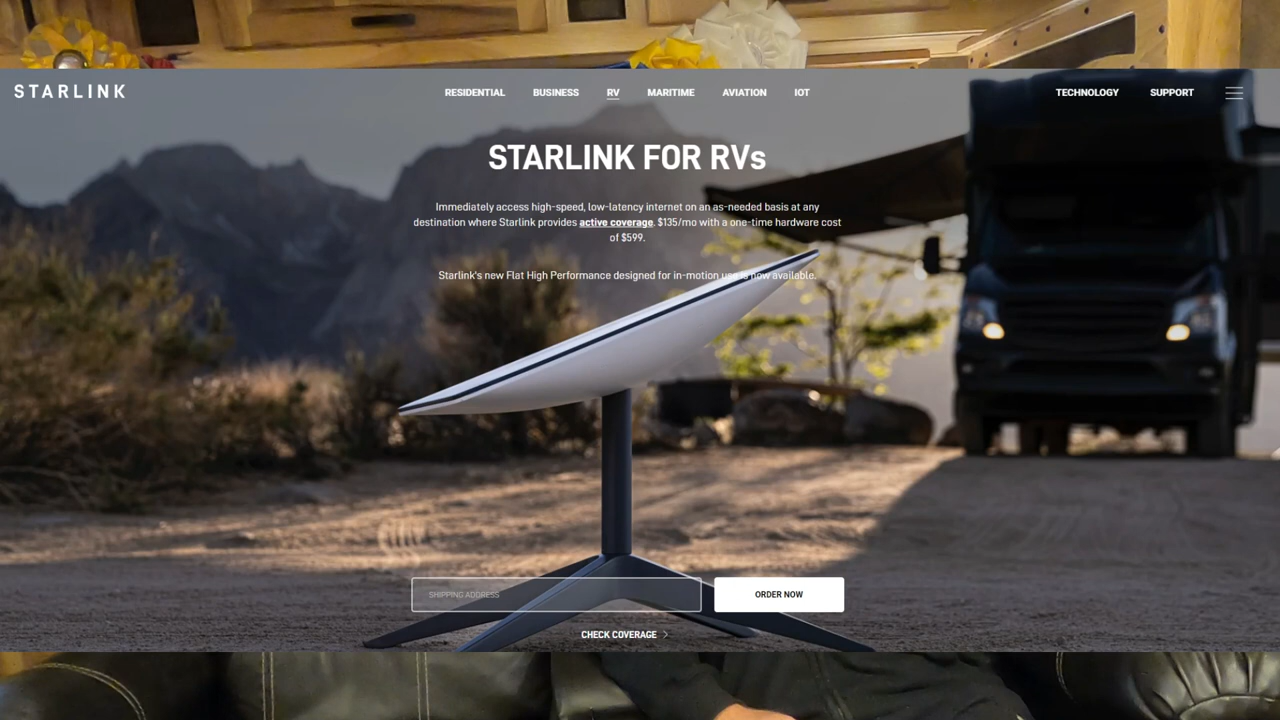 STARLINK
RESIDENTIAL BUSINESS RV MARITIME AVIATION IOT
TECHNOLOGY SUPPORT
STARLINK FOR RVs
Immediately access high-speed, low-latency internet on an as-needed basis at any
destination where Starlink provides active coverage. $135/mo with a one-time hardware cost
of $599.
Starlink's new Flat High Performance designed for in-motion use is now available.
SHIPPING ADDRESS
ORDER NOW
CHECK COVERAGE